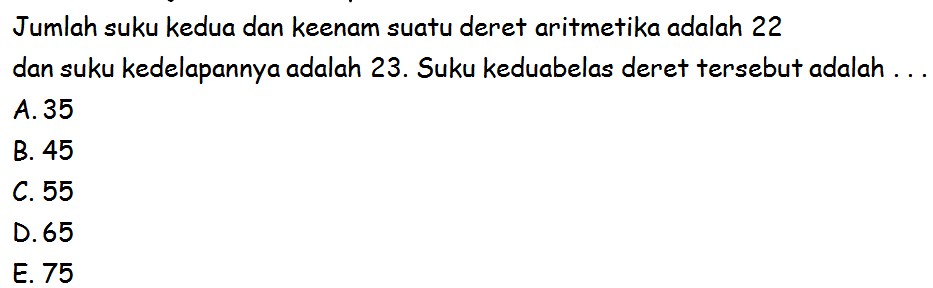 Jumlah suku kedua dan keenam suatu deret aritmetika adalah 22
dan suku kedelapannya adalah 23. Suku keduabelas deret tersebut adalah . . .
A. 35
B. 45
C. 55
D. 65
E. 75